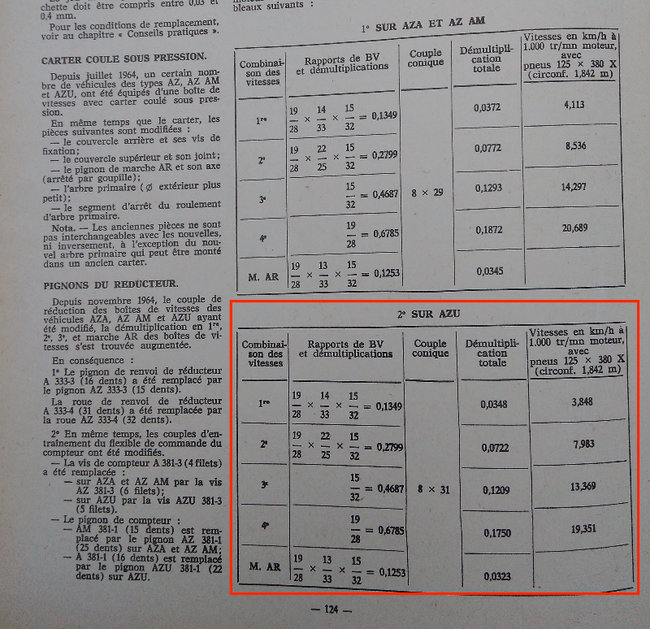 chette doit être compris entre 0,03 et
0,4 mm.
Pour les conditions de remplacement,
voir au chapitre « Conseils pratiques ».
CARTER COULE SOUS PRESSION.
Depuis juillet 1964, un certain nom-
bre de véhicules des types AZ, AZ AM
et AZU, ont été équipés d'une boîte de
vitesses avec carter coulé sous pres-
sion.
En même temps que le carter, les
pièces suivantes sont modifiées :
— le couvercle arrière et ses vis de
fixation;
— le couvercle supérieur et son joint;
— le pignon de marche AR et son axe
(arrêté par goupille);
— l'arbre primaire (∅ extérieur plus
petit);
— le segment d'arrêt du roulement
d'arbre primaire.
Nota. — Les anciennes pièces ne sont
pas interchangeables avec les nouvelles,
ni inversement, à l'exception du nou-
vel arbre primaire qui peut être monté
dans un ancien carter.
PIGNONS DU REDUCTEUR.
Depuis novembre 1964, le couple de
réduction des boîtes de vitesses des
véhicules AZA, AZ AM et AZU ayant
été modifié, la démultiplication en 1re,
2e, 3e, et marche AR des boîtes de vi-
tesses s'est trouvée augmentée.
En conséquence :
1° Le pignon de renvoi de réducteur
A 333-3 (16 dents) a été remplacé par
le pignon AZ 333-3 (15 dents).
La roue de renvoi de réducteur
A 333-4 (31 dents) a été remplacée par
la roue AZ 333-4 (32 dents).
2° En même temps, les couples d'en-
traînement du flexible de commande du
compteur ont été modifiés.
— La vis de compteur A 381-3 (4 filets)
a été remplacée :
— sur AZA et AZ AM par la vis
AZ 381-3 (6 filets);
— sur AZU par la vis AZU 381-3
(5 filets).
— Le pignon de compteur :
— AM 381-1 (15 dents) est rem-
placé par le pignon AZ 381-1
(25 dents) sur AZA et AZ AM;
— A 381-1 (16 dents) est remplacé
par le pignon AZU 381-1 (22
dents) sur AZU.
bleaux suivants :
1° SUR AZA ET AZ AM
Combinai-
son des
vitesses
Rapports de BV
et démultiplications
Couple
conique
Démultipli-
cation
totale
Vitesses en km/h à
1.000 tr/mn moteur,
avec
pneus 125 × 380 X
(circonf. 1,842 m)
1re 19/28 × 14/33 × 15/32 = 0,1349 0,0372 4,113
2e 19/28 × 22/25 × 15/32 = 0,2799 0,0772 8,536
3e 15/32 = 0,4687 8 × 29 0,1293 14,297
4e 19/28 = 0,6785 0,1872 20,689
M. AR 19/28 × 13/33 × 15/32 = 0,1253 0,0345
2° SUR AZU
Combinai-
son des
vitesses
Rapports de BV
et démultiplications
Couple
conique
Démultipli-
cation
totale
Vitesses en km/h à
1.000 tr/mn moteur,
avec
pneus 125 × 380 X
(circonf. 1,842 m)
1re 19/28 × 14/33 × 15/32 = 0,1349 0,0348 3,848
2e 19/28 × 22/25 × 15/32 = 0,2799 0,0722 7,983
3e 15/32 = 0,4687 8 × 31 0,1209 13,369
4e 19/28 = 0,6785 0,1750 19,351
M. AR 19/28 × 13/33 × 15/32 = 0,1253 0,0323
— 124 —